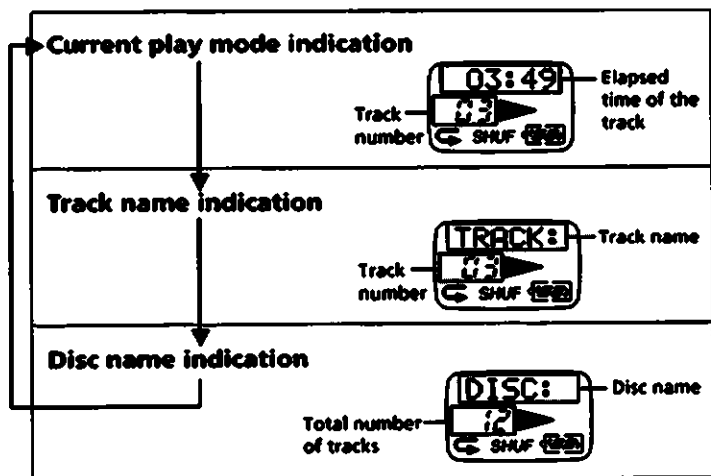 Current play mode indication
03:49
Elapsed
time of the
track
Track
number
03
SHUF
Track name indication
TRACK:
Track name
Track
number
03
SHUF
Disc name indication
DISC:
Disc name
Total number
of tracks
12
SHUF